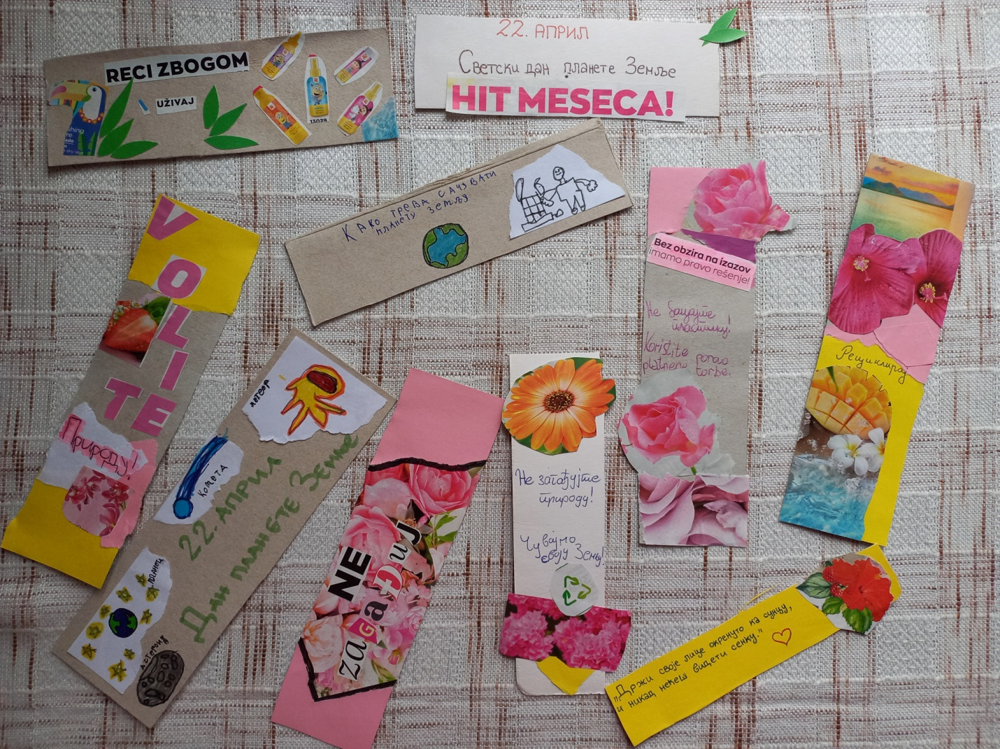 RECI ZBOGOM
UŽIVAJ
13029
22. АПРИЛ
Светски дан планете Земље
HIT MESECA!
КАКО ТРЕБА САЧУВАТИ
ПЛАНЕТУ ЗЕМЉУ
VOLITE
Природу!
МЕТЕОР
КОМЕТА
22. АПРИЛ
ДАН ПЛАНЕТЕ ЗЕМЉЕ
ПЛАНЕТА
АСТЕРОИД
NE
zaGaĐuJ
Не загађујте
природу!
Чувајмо
своју Земљу!
Bez obzira na izazov
imamo pravo rešenje!
Не бацајте
пластику!
Koristite
platnene
torbe.
Рециклирај
„Држи своје лице окренуто ка сунцу,
и никад нећеш видети сенку.“